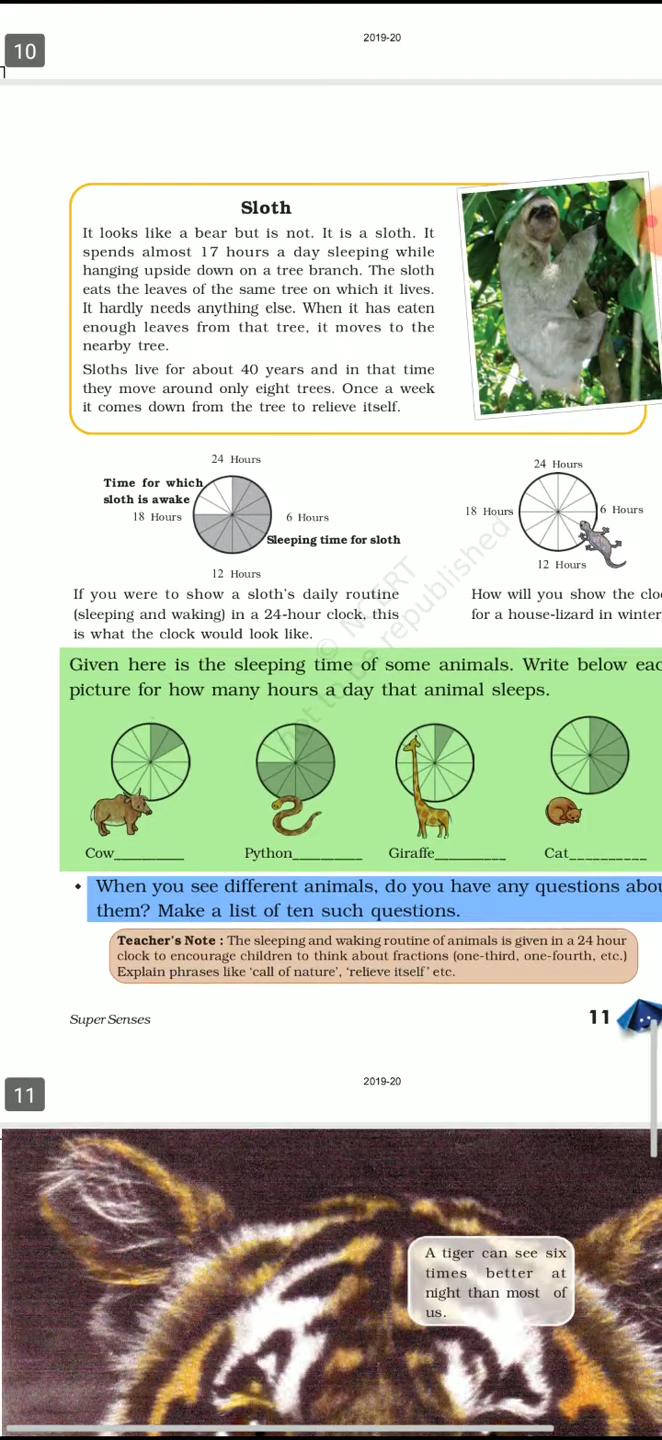 2019-20
10
Sloth
It looks like a bear but is not. It is a sloth. It
spends almost 17 hours a day sleeping while
hanging upside down on a tree branch. The sloth
eats the leaves of the same tree on which it lives.
It hardly needs anything else. When it has eaten
enough leaves from that tree, it moves to the
nearby tree.
Sloths live for about 40 years and in that time
they move around only eight trees. Once a week
it comes down from the tree to relieve itself.
24 Hours
Time for which
sloth is awake
18 Hours
6 Hours
Sleeping time for sloth
12 Hours
If you were to show a sloth's daily routine
(sleeping and waking) in a 24-hour clock, this
is what the clock would look like.
24 Hours
18 Hours
6 Hours
12 Hours
How will you show the
for a house-lizard in winter
© NCERT
not to be republished
Given here is the sleeping time of some animals. Write below
picture for how many hours a day that animal sleeps.
Cow__________
Python__________
Giraffe__________
Cat___________
• When you see different animals, do you have any questions
them? Make a list of ten such questions.
Teacher's Note : The sleeping and waking routine of animals is given in a 24 hour
clock to encourage children to think about fractions (one-third, one-fourth, etc.)
Explain phrases like 'call of nature', 'relieve itself' etc.
Super Senses
11
2019-20
11
A tiger can see six
times better at
night than most of
us.